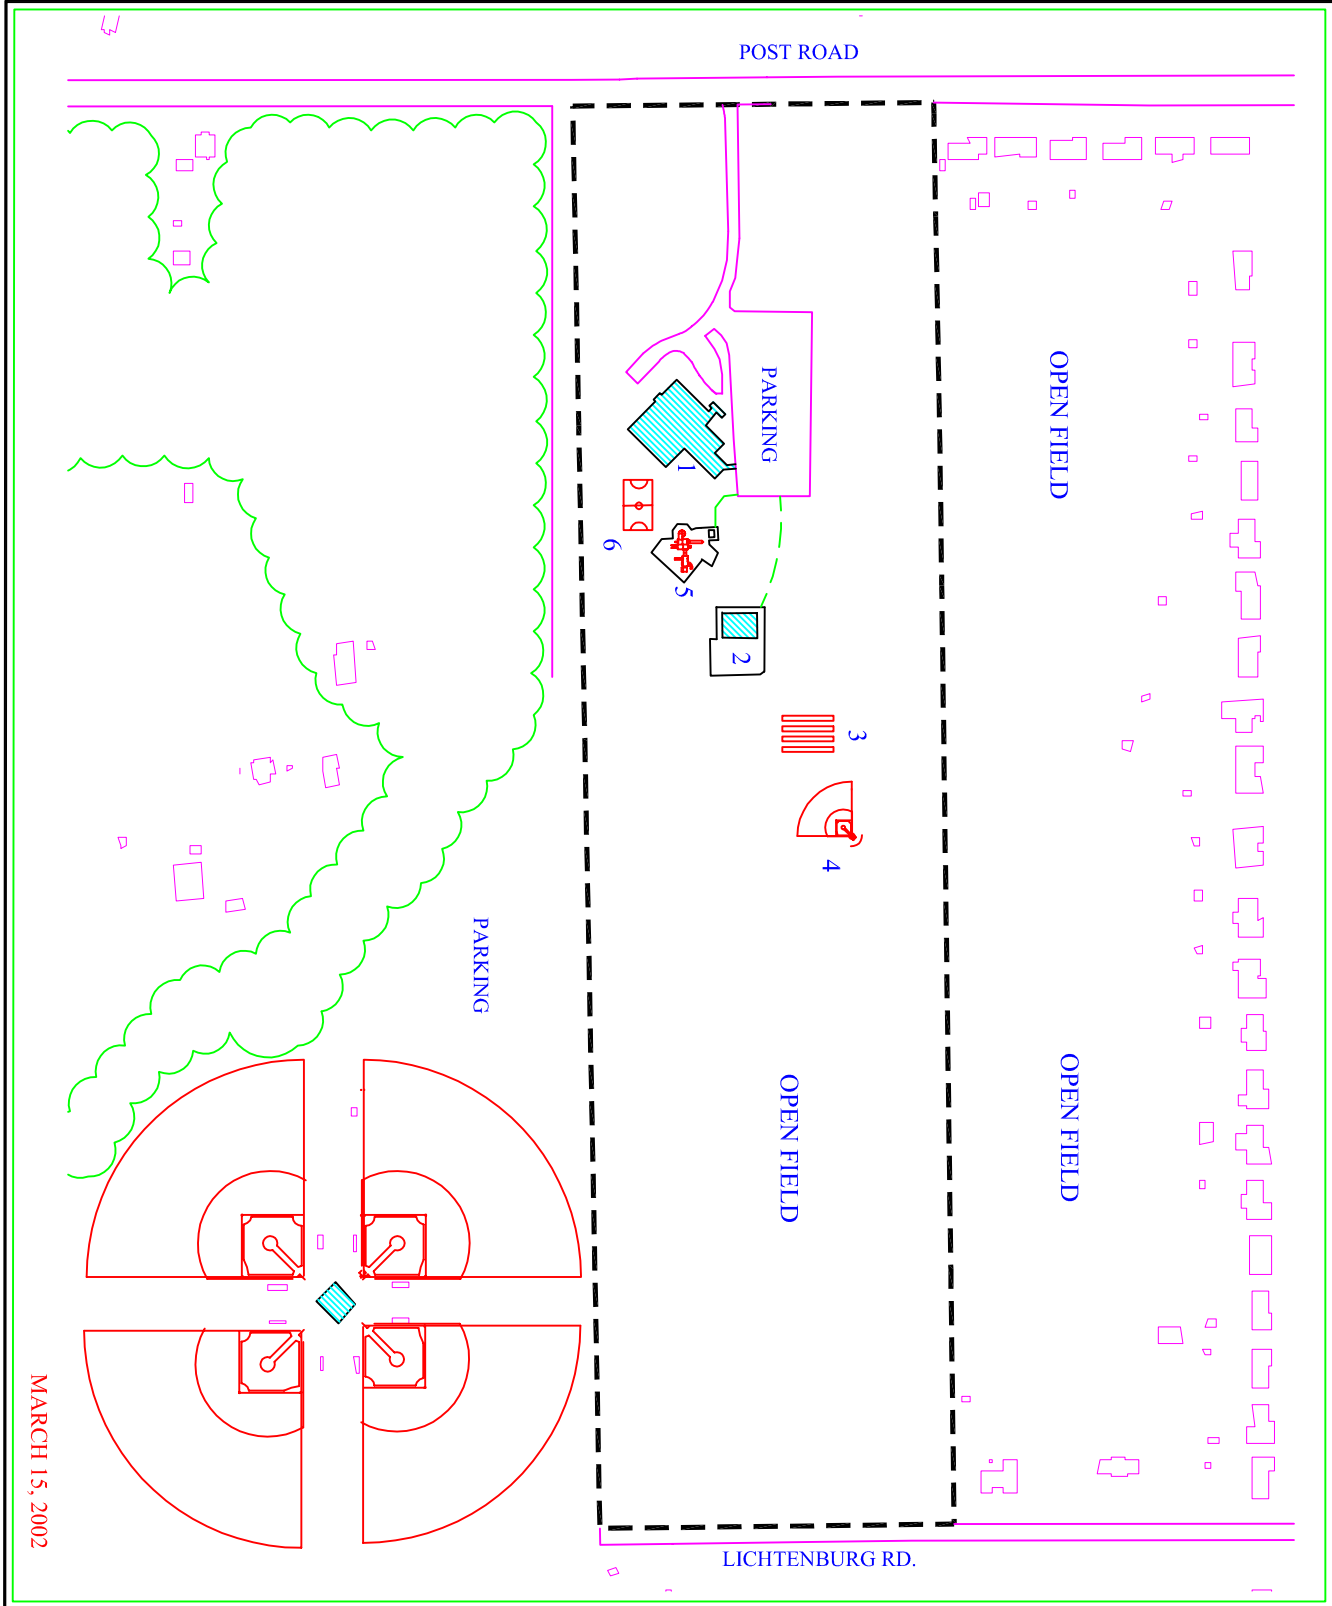 POST ROAD
OPEN FIELD
PARKING
1
6
5
2
3
4
PARKING
OPEN FIELD
OPEN FIELD
MARCH 15, 2002
LICHTENBURG RD.